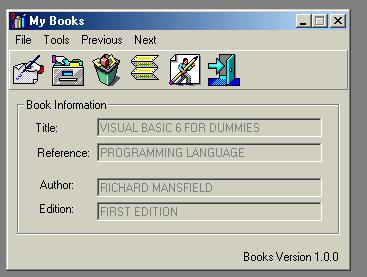 My Books
File Tools Previous Next
Book Information
Title: VISUAL BASIC 6 FOR DUMMIES
Reference: PROGRAMMING LANGUAGE
Author: RICHARD MANSFIELD
Edition: FIRST EDITION
Books Version 1.0.0